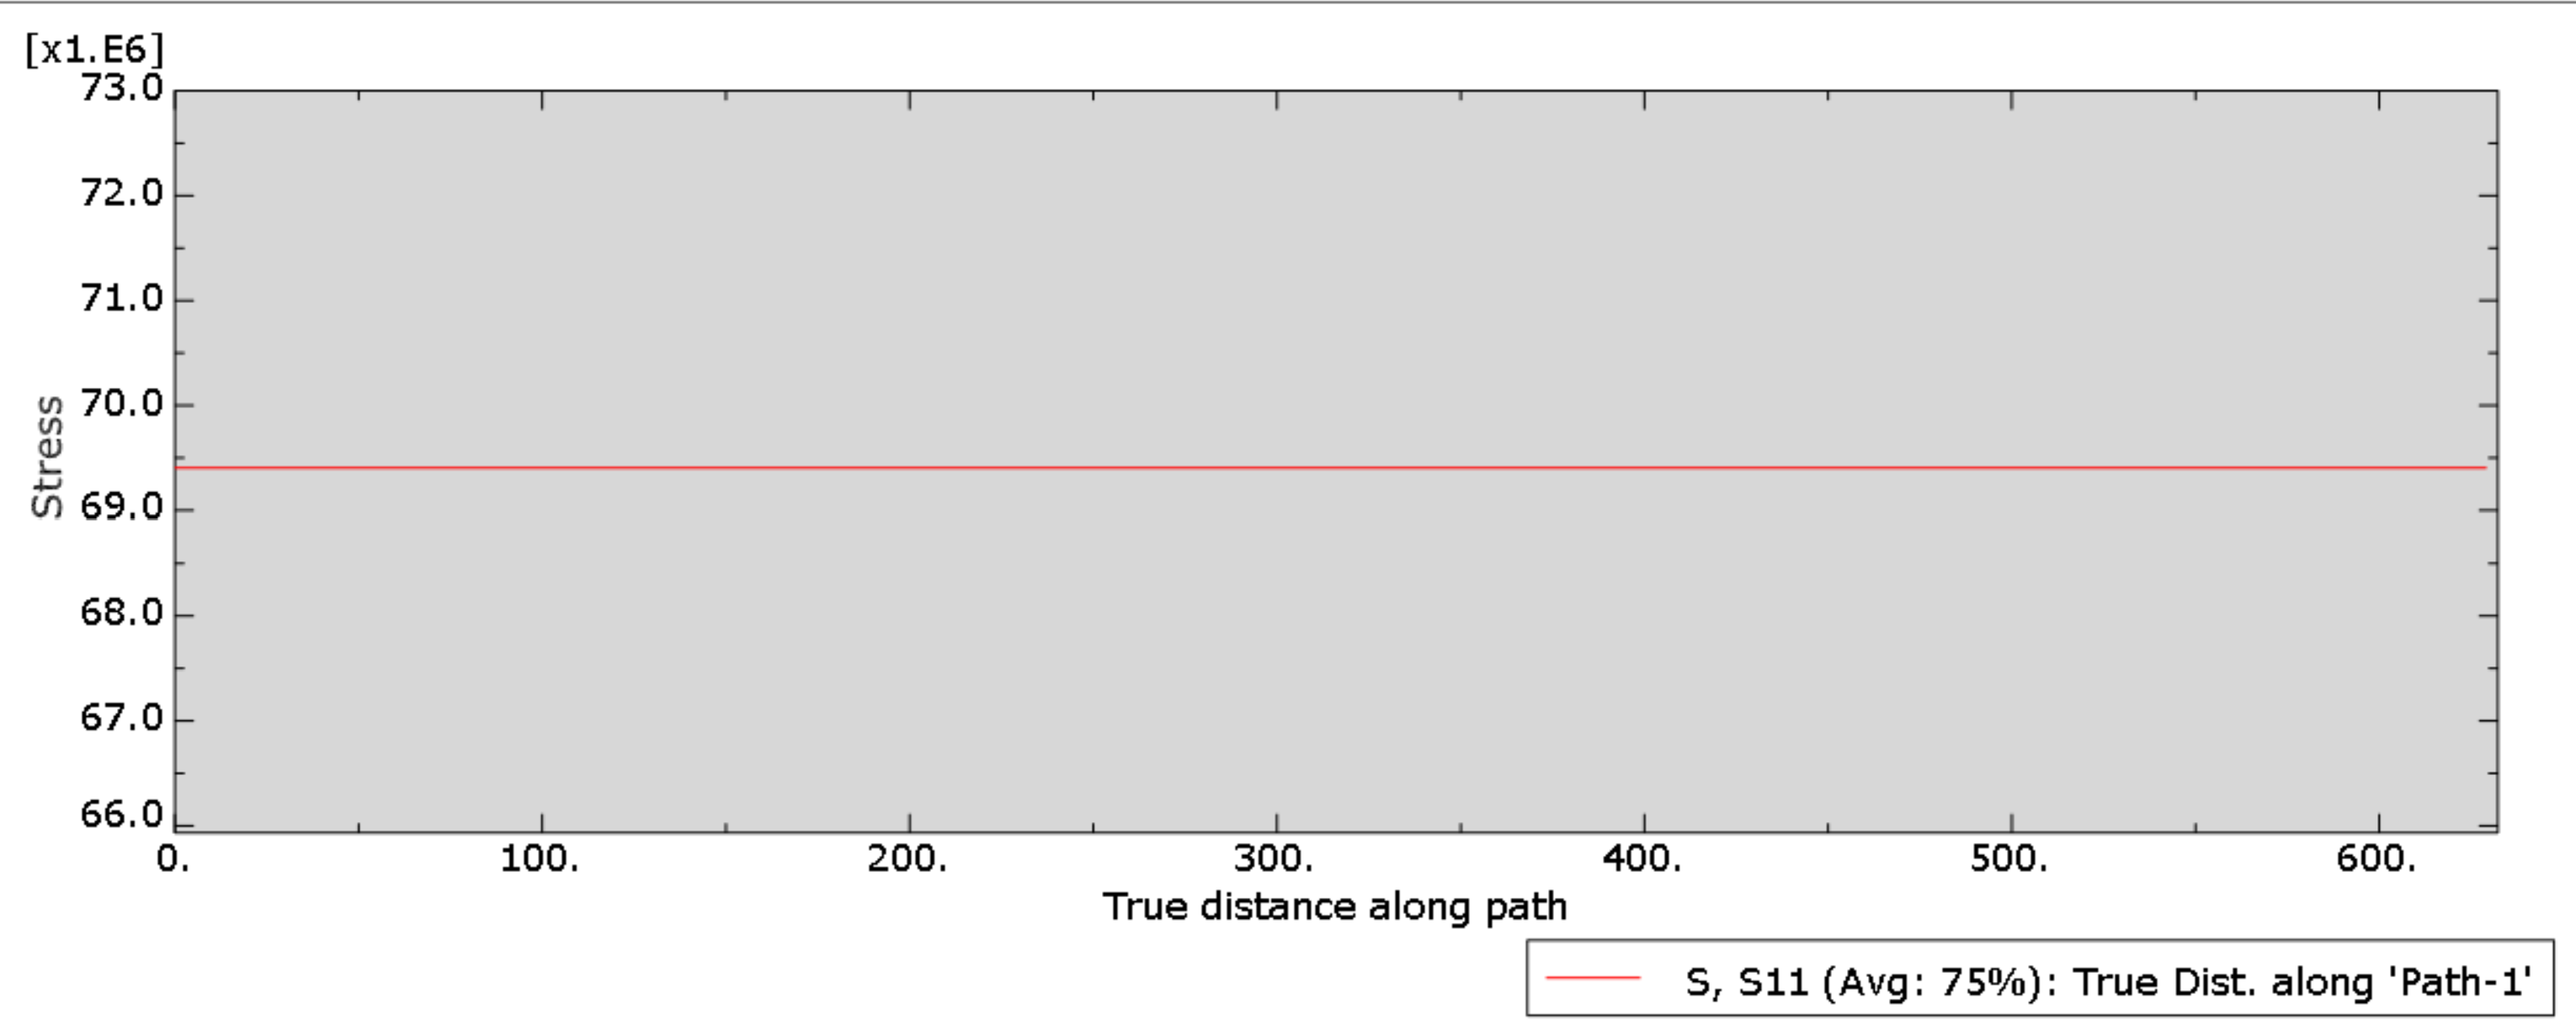 [x1.E6]
73.0
72.0
71.0
70.0
69.0
68.0
67.0
66.0
Stress
0. 100. 200. 300. 400. 500. 600.
True distance along path
S, S11 (Avg: 75%): True Dist. along 'Path-1'